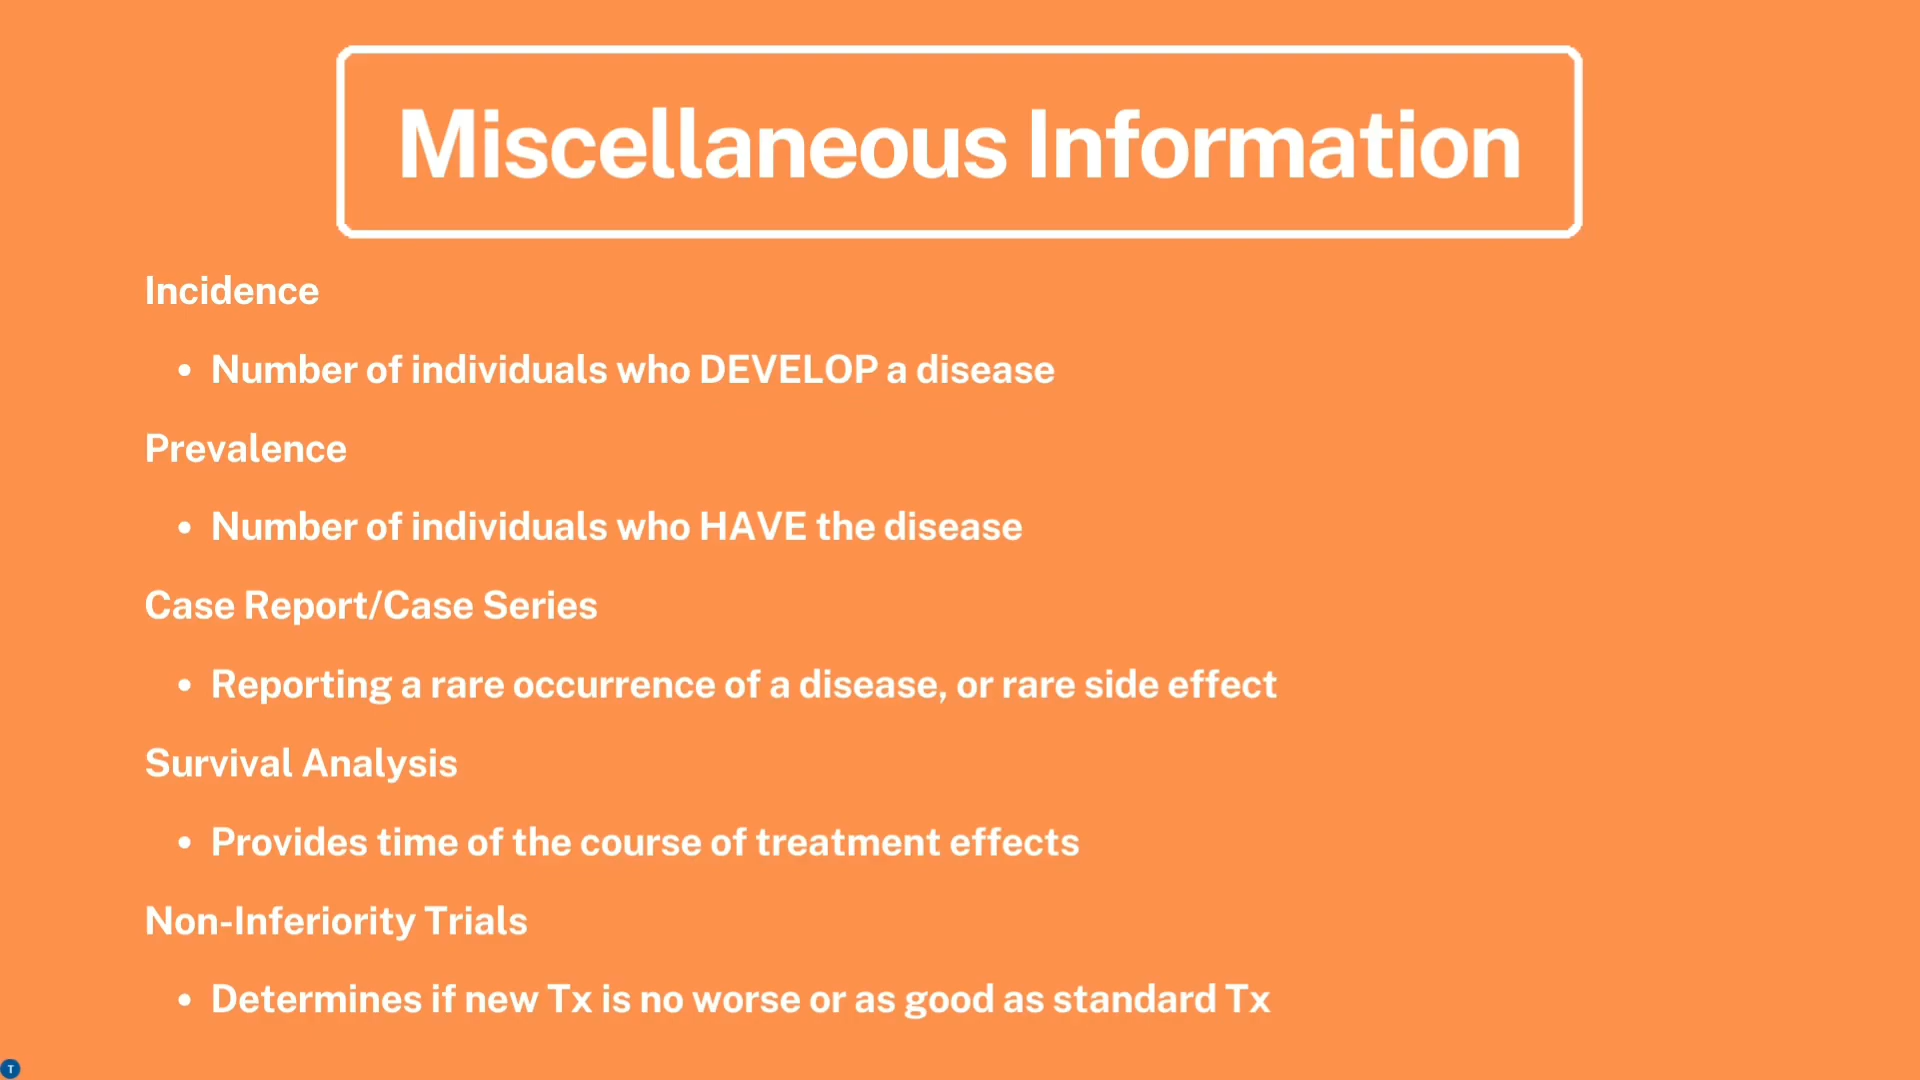 Miscellaneous Information
Incidence
• Number of individuals who DEVELOP a disease
Prevalence
• Number of individuals who HAVE the disease
Case Report/Case Series
• Reporting a rare occurrence of a disease, or rare side effect
Survival Analysis
• Provides time of the course of treatment effects
Non-Inferiority Trials
• Determines if new Tx is no worse or as good as standard Tx
T